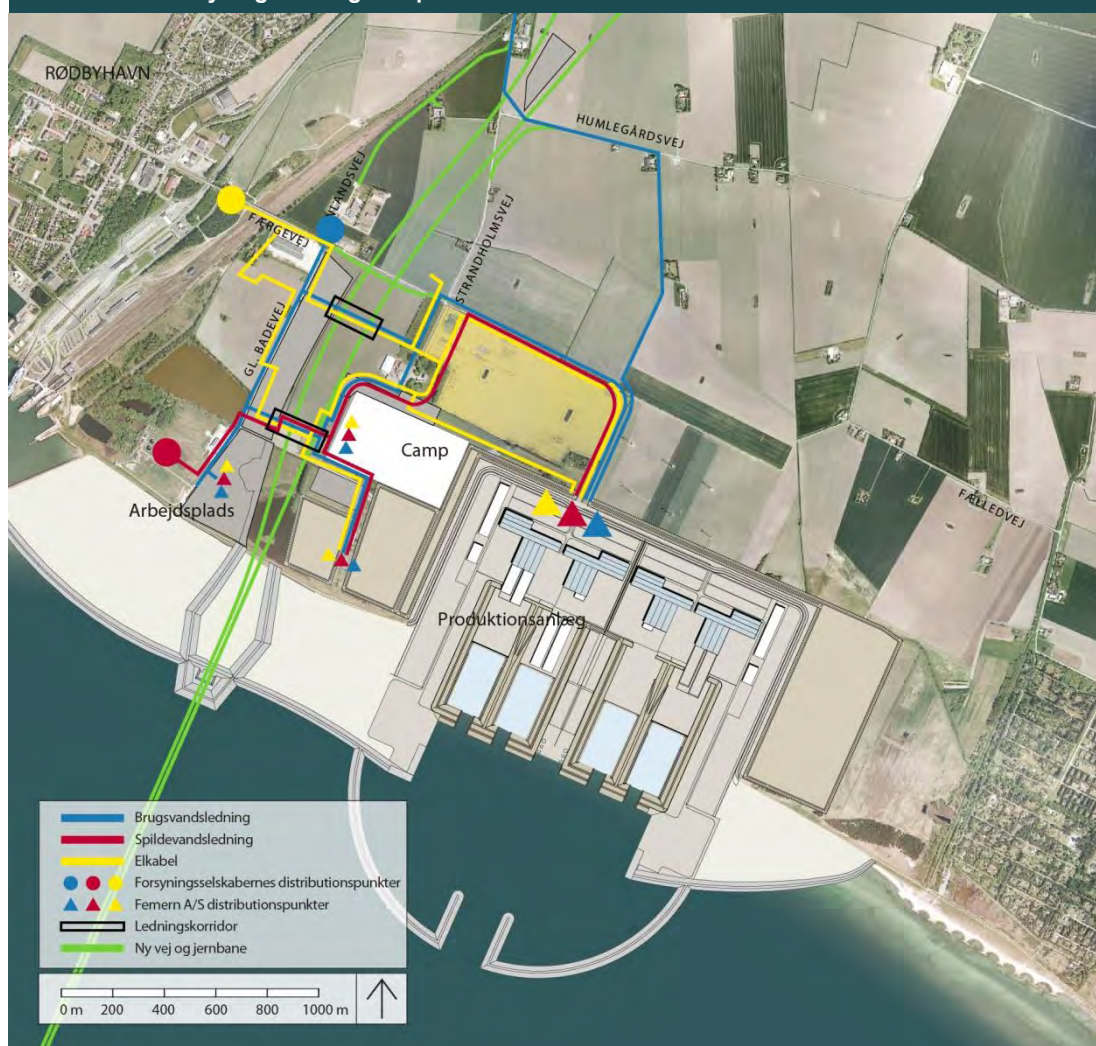 RØDBYHAVN
HUMLEGÅRDSVEJ
FÆRGEVEJ
STRANDHOLMSVEJ
GL. BADEVEJ
Camp
FÆLLEDVEJ
Arbejdsplads
Produktionsanlæg
Brugsvandsledning
Spildevandsledning
Elkabel
Forsyningsselskabernes distributionspunkter
Femern A/S distributionspunkter
Ledningskorridor
Ny vej og jernbane
0 m 200 400 600 800 1000 m